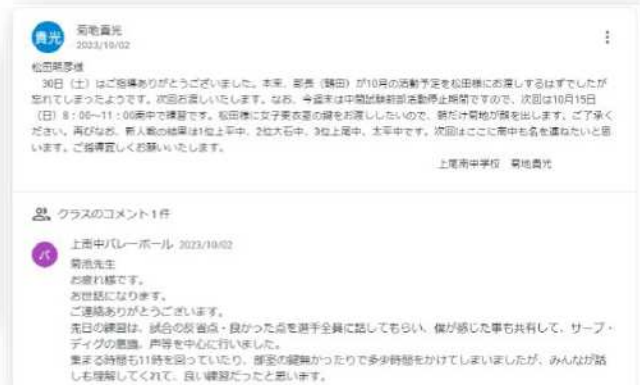 貴光
菊地貴光
2023/10/02
松田明彦様
30日（土）はご指導ありがとうございました。本来、部長（鶴田）が10月の活動予定を松田様にお渡しするはずでしたが
忘れてしまったようです。次回お渡しいたします。なお、今週末は中間試験前部活動停止期間ですので、次回は10月15日
（日）8：00～11：00南中で練習です。松田様に女子更衣室の鍵をお渡ししたいので、朝だけ菊地が顔を出します。ご了承く
ださい。再びなお、新人戦の結果は1位上平中、2位大石中、3位上尾中、太平中です。次回はここに南中も名を連ねたいと思
います。ご指導宜しくお願いいたします。
上尾南中学校　菊地貴光
クラスのコメント 1 件
パ
上南中バレーボール 2023/10/02
菊池先生
お疲れ様です。
お世話になります。
ご連絡ありがとうございます。
先日の練習は、試合の反省点・良かった点を選手全員に話してもらい、僕が感じた事も共有して、サーブ・
ディグの意識、声等を中心に行いました。
集まる時間も11時を回っていたり、部室の鍵無かったりで多少時間をかけてしまいましたが、みんなが話
しも理解してくれて、良い練習だったと思います。